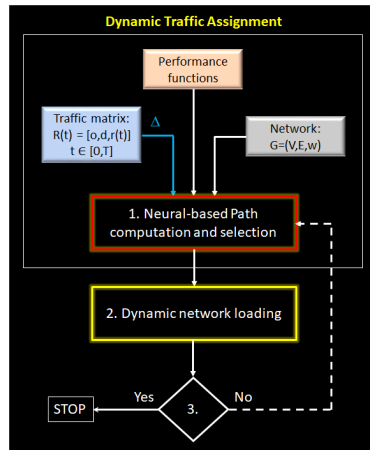 Dynamic Traffic Assignment
Performance
functions
Traffic matrix:
R(t) = [o,d,r(t)]
t ∈ [0,T]
Δ
Network:
G=(V,E,w)
1. Neural-based Path
computation and selection
2. Dynamic network loading
Yes
No
STOP
3.